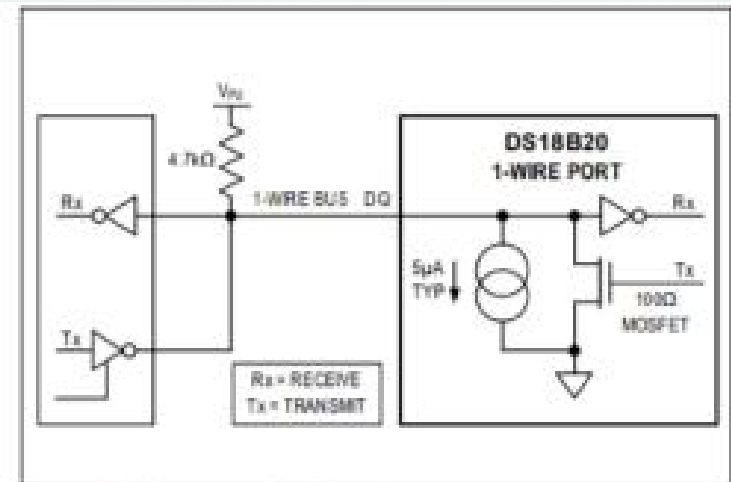 VPU
4.7kΩ
DS18B20
1-WIRE PORT
Rx
1-WIRE BUS DQ
Rx
5μA
TYP
Tx
100Ω
MOSFET
Tx
Rx = RECEIVE
Tx = TRANSMIT